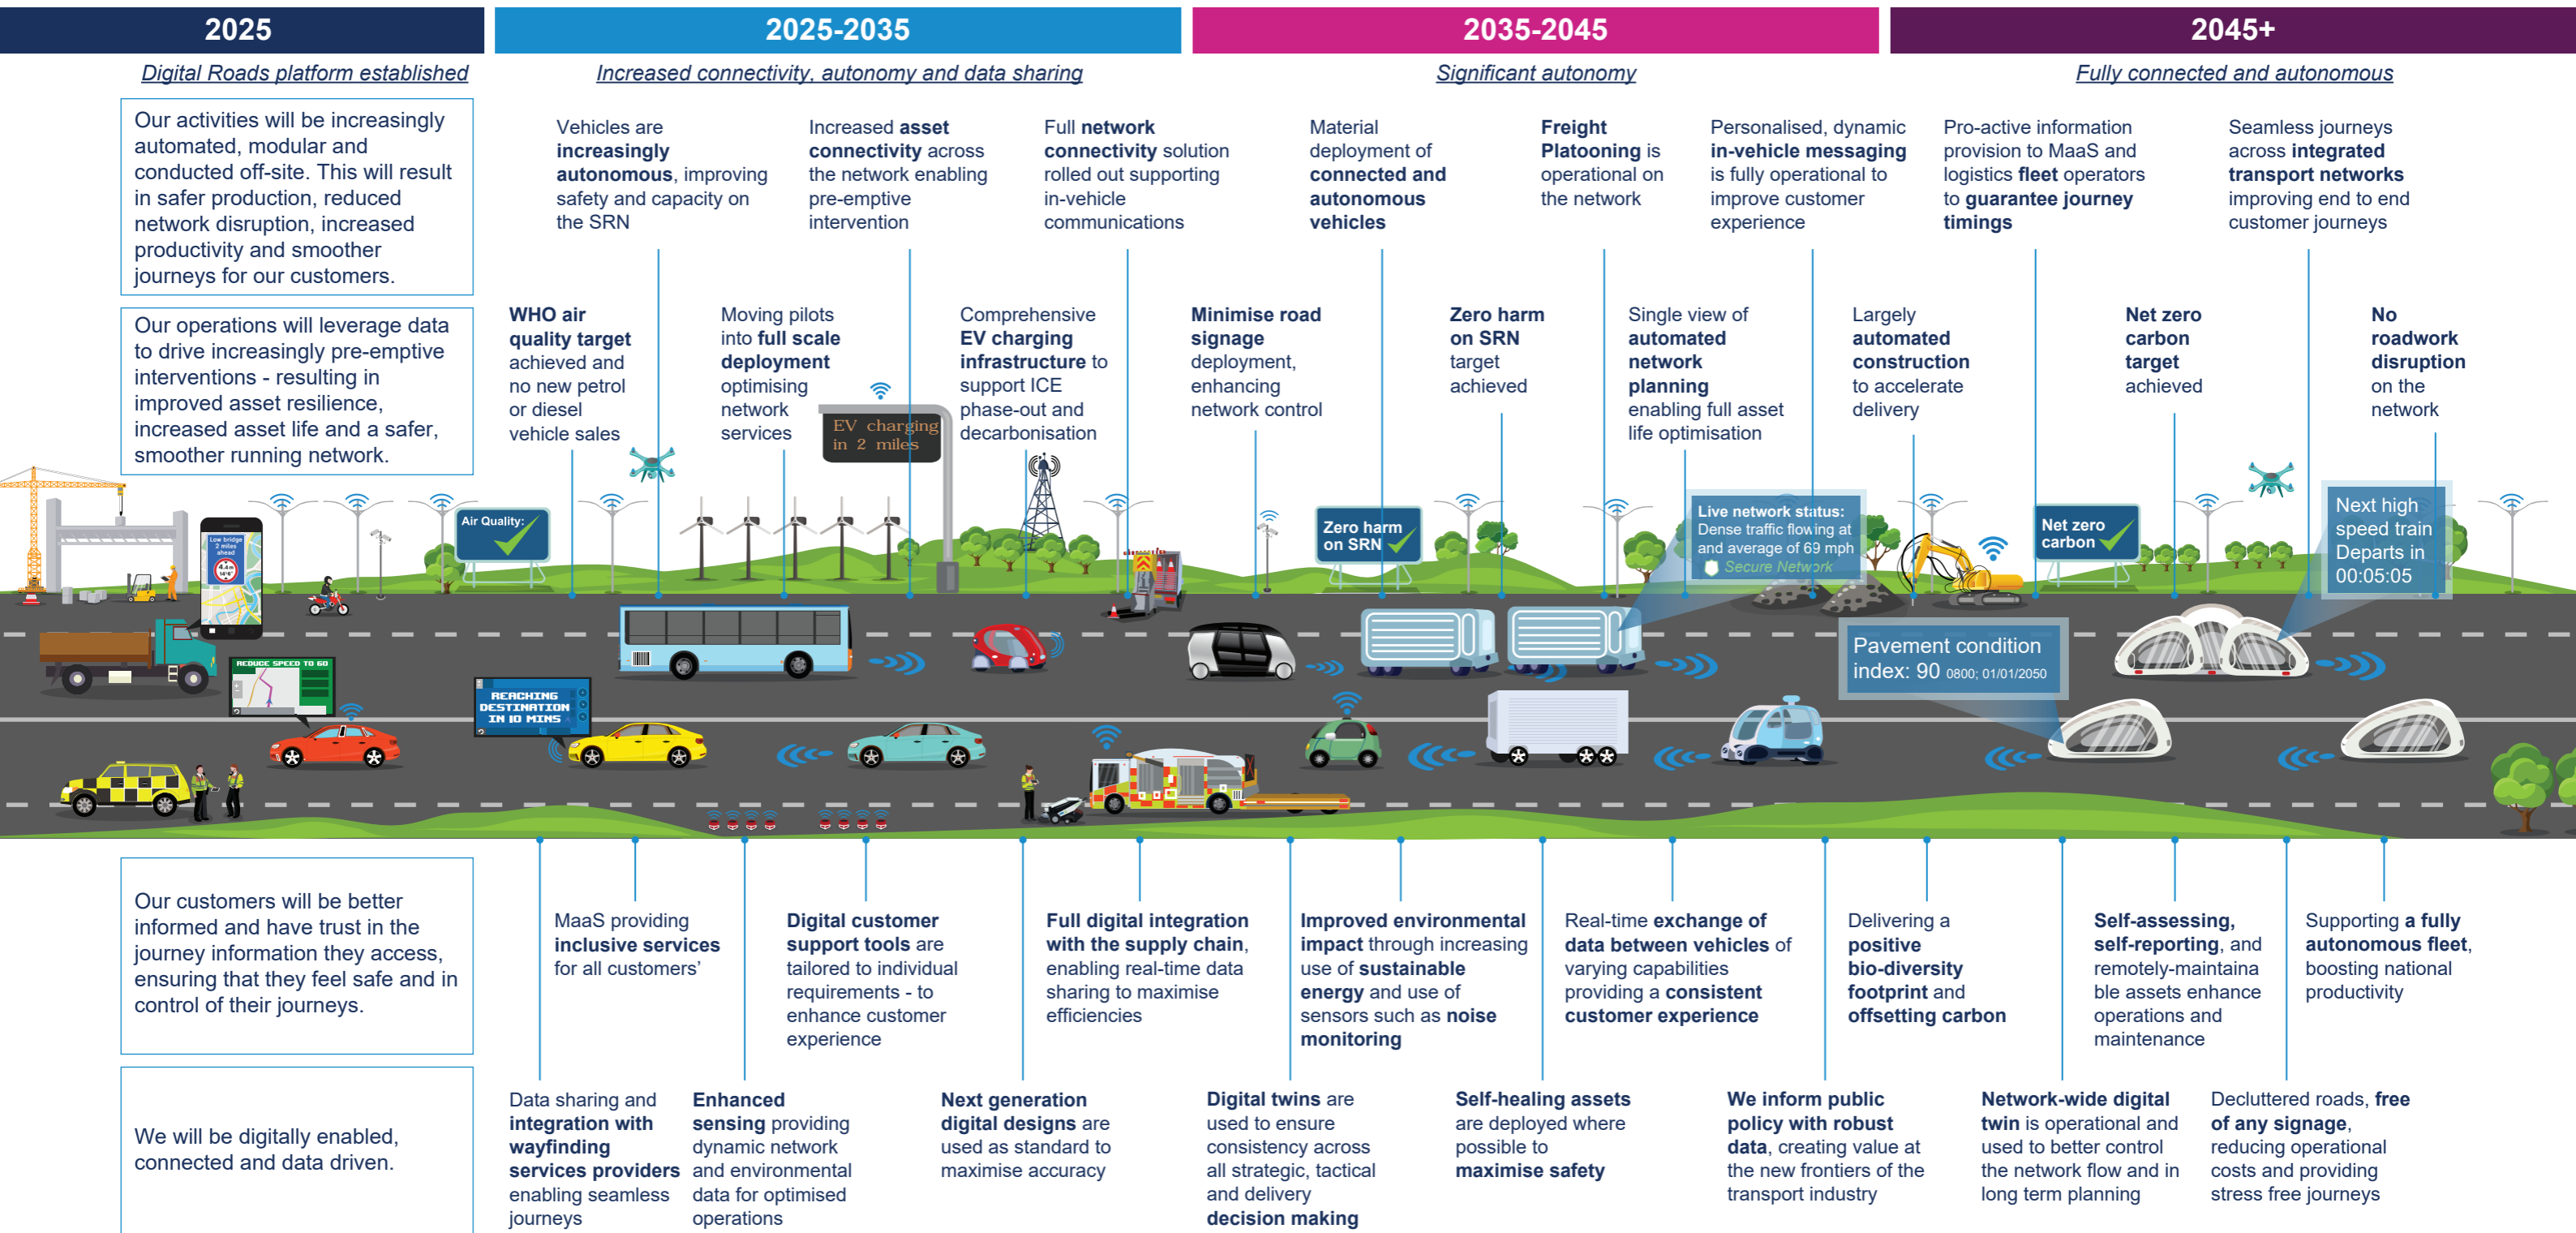 2025
2025-2035
2035-2045
2045+
Digital Roads platform established
Increased connectivity, autonomy and data sharing
Significant autonomy
Fully connected and autonomous
Our activities will be increasingly
automated, modular and
conducted off-site. This will result
in safer production, reduced
network disruption, increased
productivity and smoother
journeys for our customers.
Our operations will leverage data
to drive increasingly pre-emptive
interventions - resulting in
improved asset resilience,
increased asset life and a safer,
smoother running network.
Vehicles are
increasingly
autonomous, improving
safety and capacity on
the SRN
Increased asset
connectivity across
the network enabling
pre-emptive
intervention
Full network
connectivity solution
rolled out supporting
in-vehicle
communications
Material
deployment of
connected and
autonomous
vehicles
Freight
Platooning is
operational on
the network
Personalised, dynamic
in-vehicle messaging
is fully operational to
improve customer
experience
Pro-active information
provision to MaaS and
logistics fleet operators
to guarantee journey
timings
Seamless journeys
across integrated
transport networks
improving end to end
customer journeys
WHO air
quality target
achieved and
no new petrol
or diesel
vehicle sales
Moving pilots
into full scale
deployment
optimising
network
services
Comprehensive
EV charging
infrastructure to
support ICE
phase-out and
decarbonisation
Minimise road
signage
deployment,
enhancing
network control
Zero harm
on SRN
target
achieved
Single view of
automated
network
planning
enabling full asset
life optimisation
Largely
automated
construction
to accelerate
delivery
Net zero
carbon
target
achieved
No
roadwork
disruption
on the
network
EV charging
in 2 miles
Low bridge
2 miles
ahead
4.4m
14'6"
Air Quality:
Zero harm
on SRN
Live network status:
Dense traffic flowing at
and average of 69 mph
Secure Network
Net zero
carbon
Next high
speed train
Departs in
00:05:05
REDUCE SPEED TO 60
REACHING
DESTINATION
IN 10 MINS
Pavement condition
index: 90 0800; 01/01/2050
Our customers will be better
informed and have trust in the
journey information they access,
ensuring that they feel safe and in
control of their journeys.
We will be digitally enabled,
connected and data driven.
MaaS providing
inclusive services
for all customers’
Digital customer
support tools are
tailored to individual
requirements - to
enhance customer
experience
Full digital integration
with the supply chain,
enabling real-time data
sharing to maximise
efficiencies
Improved environmental
impact through increasing
use of sustainable
energy and use of
sensors such as noise
monitoring
Real-time exchange of
data between vehicles of
varying capabilities
providing a consistent
customer experience
Delivering a
positive
bio-diversity
footprint and
offsetting carbon
Self-assessing,
self-reporting, and
remotely-maintaina
ble assets enhance
operations and
maintenance
Supporting a fully
autonomous fleet,
boosting national
productivity
Data sharing and
integration with
wayfinding
services providers
enabling seamless
journeys
Enhanced
sensing providing
dynamic network
and environmental
data for optimised
operations
Next generation
digital designs are
used as standard to
maximise accuracy
Digital twins are
used to ensure
consistency across
all strategic, tactical
and delivery
decision making
Self-healing assets
are deployed where
possible to
maximise safety
We inform public
policy with robust
data, creating value at
the new frontiers of the
transport industry
Network-wide digital
twin is operational and
used to better control
the network flow and in
long term planning
Decluttered roads, free
of any signage,
reducing operational
costs and providing
stress free journeys